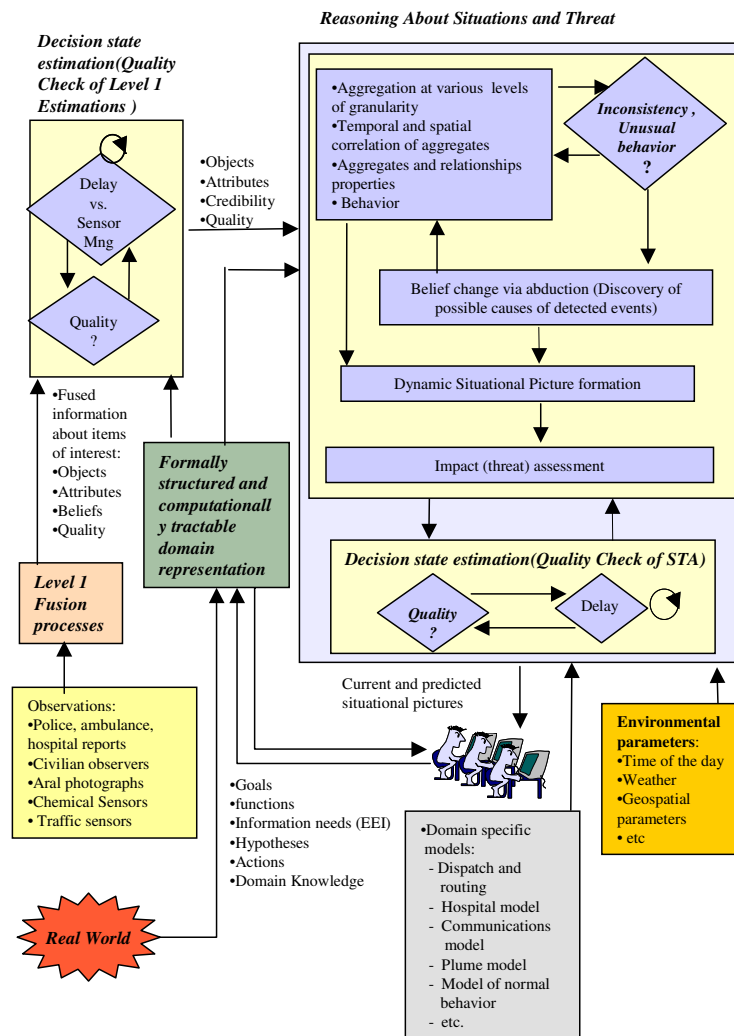 Reasoning About Situations and Threat
Decision state
estimation(Quality
Check of Level 1
Estimations )
Delay
vs.
Sensor
Mng
Quality
?
•Objects
•Attributes
•Credibility
•Quality
•Aggregation at various levels
of granularity
•Temporal and spatial
correlation of aggregates
•Aggregates and relationships
properties
• Behavior
Inconsistency ,
Unusual
behavior
?
Belief change via abduction (Discovery of
possible causes of detected events)
Dynamic Situational Picture formation
Impact (threat) assessment
Decision state estimation(Quality Check of STA)
Quality
?
Delay
•Fused
information
about items of
interest:
•Objects
•Attributes
•Beliefs
•Quality
Formally
structured and
computationall
y tractable
domain
representation
Level 1
Fusion
processes
Observations:
•Police, ambulance,
hospital reports
•Civilian observers
•Aral photographs
•Chemical Sensors
• Traffic sensors
Current and predicted
situational pictures
•Goals
•functions
•Information needs (EEI)
•Hypotheses
•Actions
•Domain Knowledge
Real World
•Domain specific
models:
- Dispatch and
routing
- Hospital model
- Communications
model
- Plume model
- Model of normal
behavior
- etc.
Environmental
parameters:
•Time of the day
•Weather
•Geospatial
parameters
• etc